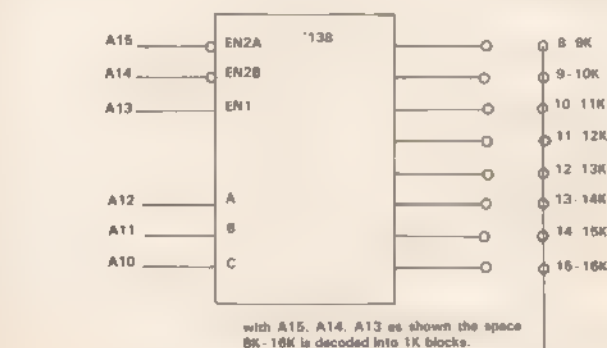 A15 EN2A '138 8 9K
A14 EN2B 9-10K
A13 EN1 10 11K
11 12K
12 13K
A12 A 13-14K
A11 B 14 15K
A10 C 15-16K
with A15, A14, A13 as shown the space
8K-16K is decoded into 1K blocks.